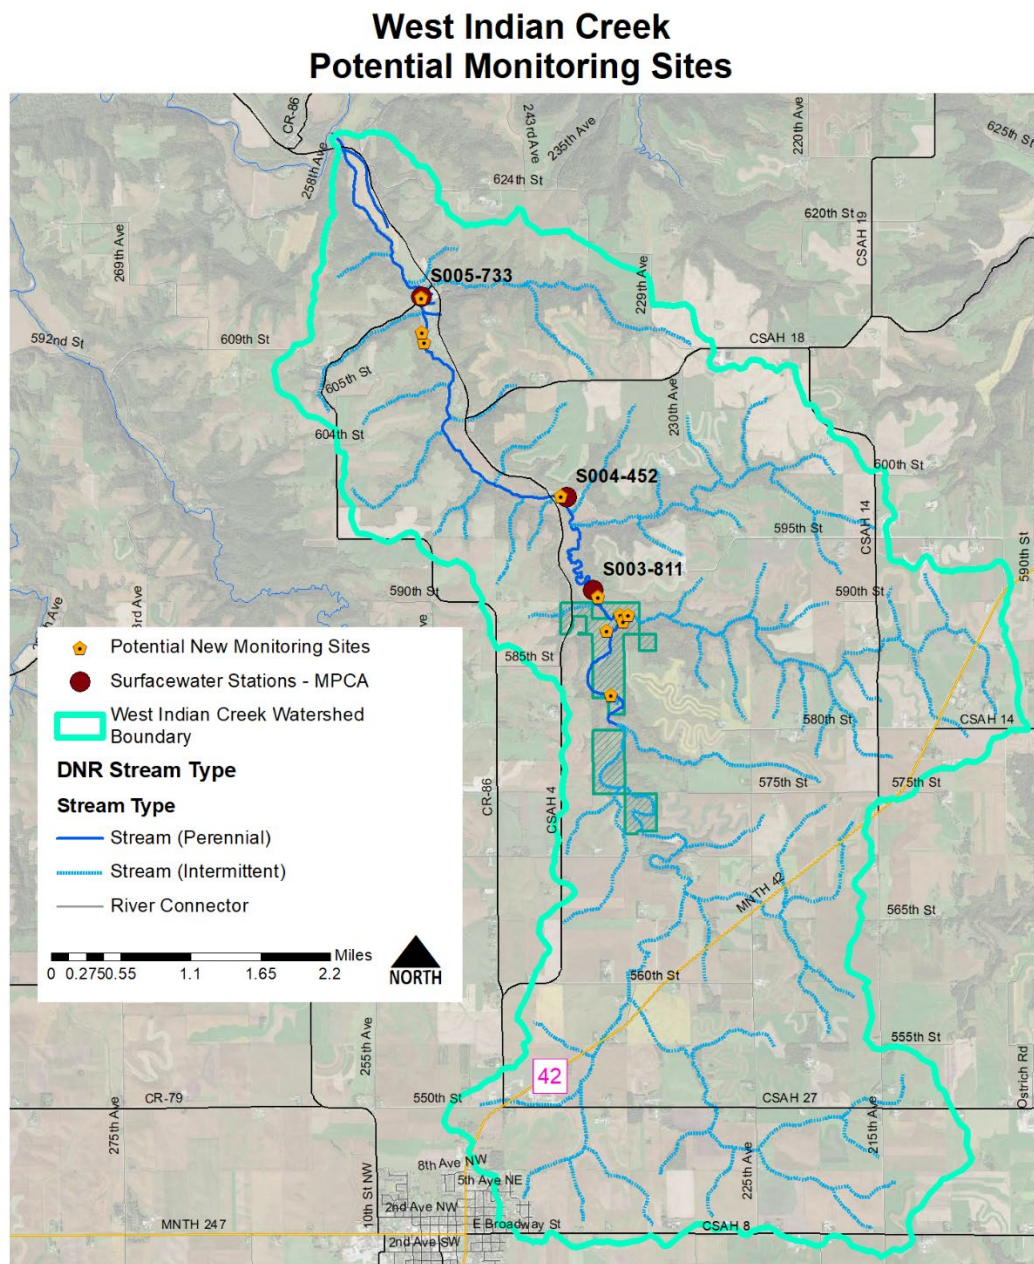 West Indian Creek
Potential Monitoring Sites
CR-86
258th Ave
243rd Ave
235th Ave
220th Ave
625th St
624th St
620th St
CSAH 19
269th Ave
S005-733
229th Ave
592nd St
609th St
CSAH 18
605th St
230th Ave
604th St
600th St
S004-452
595th St
CSAH 14
590th St
S003-811
590th St
590th St
585th St
580th St
CSAH 14
575th St
575th St
CR-86
CSAH 4
MNTH 42
565th St
560th St
555th St
Ostrich Rd
255th Ave
42
CR-79
550th St
CSAH 27
275th Ave
215th Ave
225th Ave
10th St NW
8th Ave NW
5th Ave NE
2nd Ave NW
MNTH 247
E Broadway St
CSAH 8
2nd Ave SW
Potential New Monitoring Sites
Surfacewater Stations - MPCA
West Indian Creek Watershed
Boundary
DNR Stream Type
Stream Type
Stream (Perennial)
Stream (Intermittent)
River Connector
Miles
0 0.275 0.55 1.1 1.65 2.2
NORTH